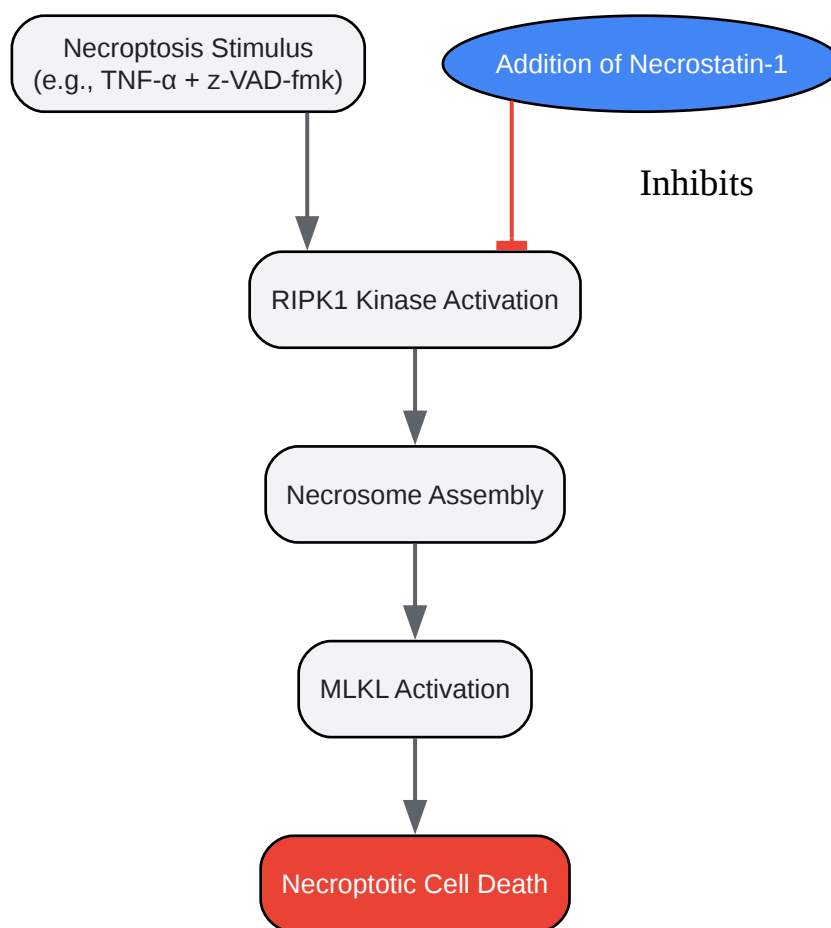 Necroptosis Stimulus
(e.g., TNF-α + z-VAD-fmk)
Addition of Necrostatin-1
Inhibits
RIPK1 Kinase Activation
Necrosome Assembly
MLKL Activation
Necroptotic Cell Death